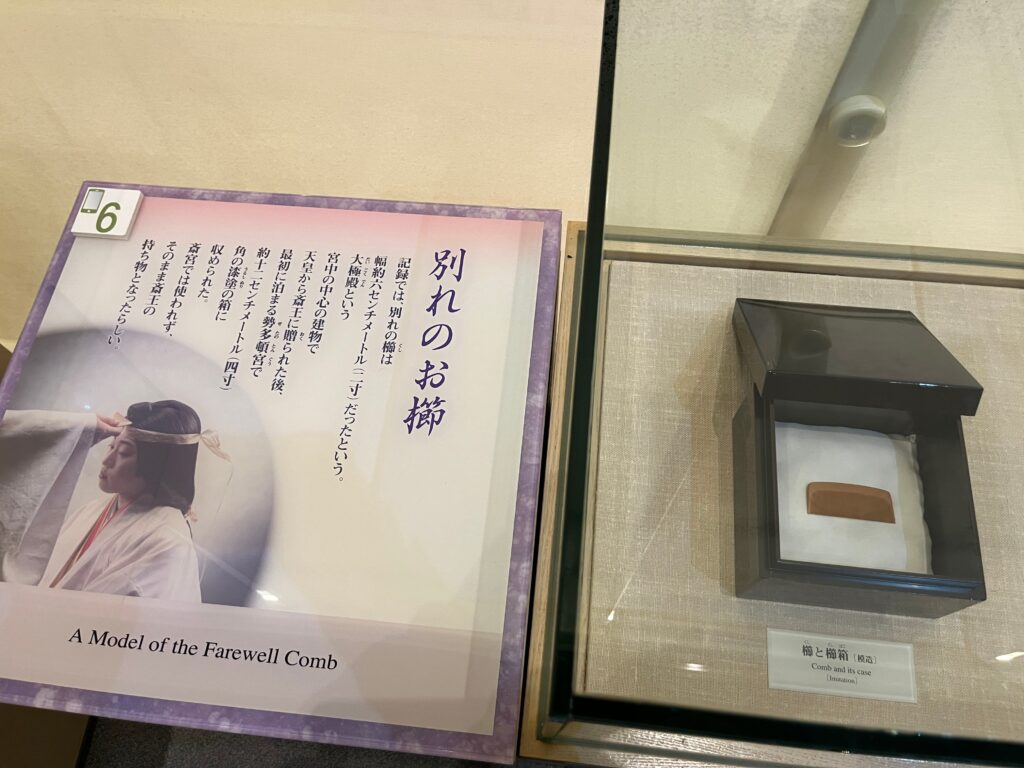 6
別れのお櫛
記録では、別れの櫛は
幅約六センチメートル(二寸)だったという。
大極殿という
宮中の中心の建物で
天皇から斎王に贈られた後、
最初に泊まる勢多頓宮で
約十二センチメートル(四寸)
角の漆塗の箱に
収められた。
斎宮では使われず、
そのまま斎王の
持ち物となったらしい。
A Model of the Farewell Comb
櫛と櫛箱〔模造〕
Comb and its case
〔Imitation〕